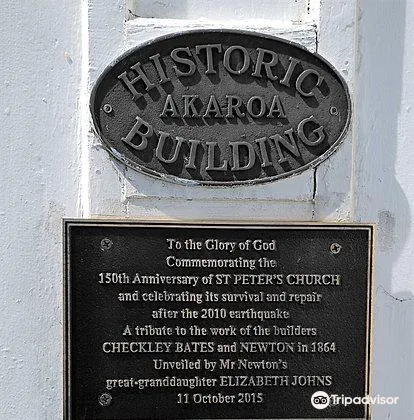 HISTORIC
AKAROA
BUILDING
To the Glory of God
Commemorating the
150th Anniversary of ST PETER'S CHURCH
and celebrating its survival and repair
after the 2010 earthquake
A tribute to the work of the builders
CHECKLEY BATES and NEWTON in 1864
Unveiled by Mr Newton's
great-granddaughter ELIZABETH JOHNS
11 October 2015
Tripadvisor